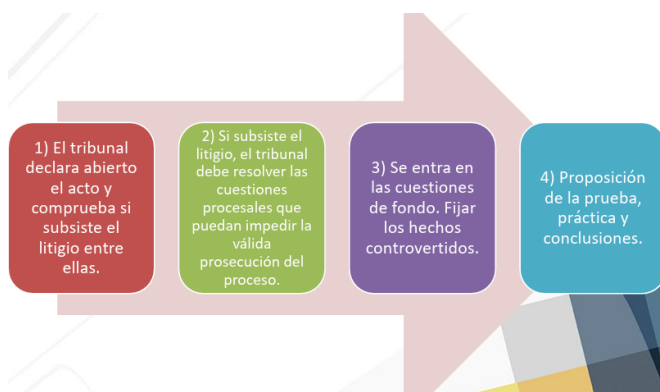 1) El tribunal
declara abierto
el acto y
comprueba si
subsiste el
litigio entre
ellas.
2) Si subsiste el
litigio, el tribunal
debe resolver las
cuestiones
procesales que
puedan impedir la
válida
prosecución del
proceso.
3) Se entra en
las cuestiones
de fondo. Fijar
los hechos
controvertidos.
4) Proposición
de la prueba,
práctica y
conclusiones.